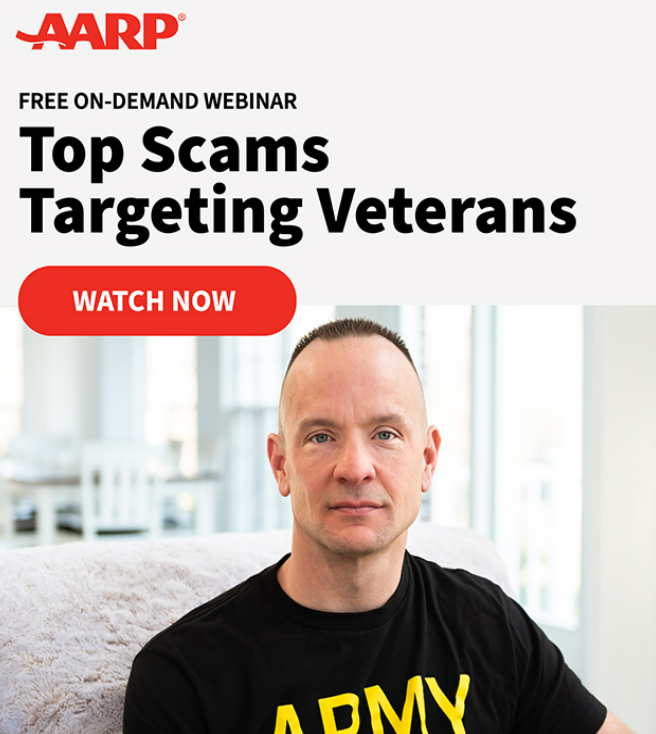 AARP®
FREE ON-DEMAND WEBINAR
Top Scams
Targeting Veterans
WATCH NOW
ARMY